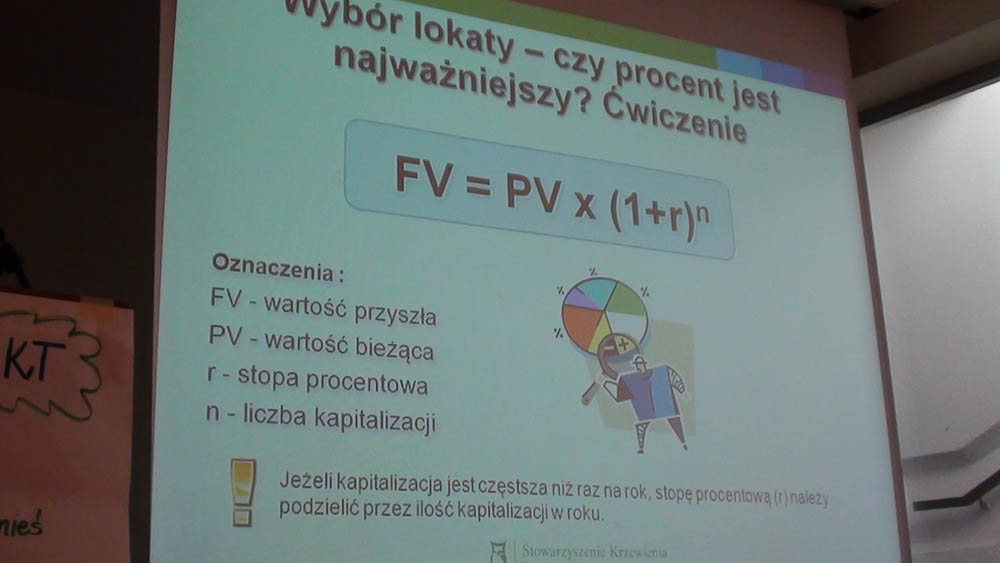 Wybór lokaty – czy procent jest
najważniejszy? Ćwiczenie
FV = PV x (1+r)ⁿ
Oznaczenia :
FV - wartość przyszła
PV - wartość bieżąca
r - stopa procentowa
n - liczba kapitalizacji
% % % %
Jeżeli kapitalizacja jest częstsza niż raz na rok, stopę procentową (r) należy
podzielić przez ilość kapitalizacji w roku.
Stowarzyszenie Krzewienia
KT
nieś